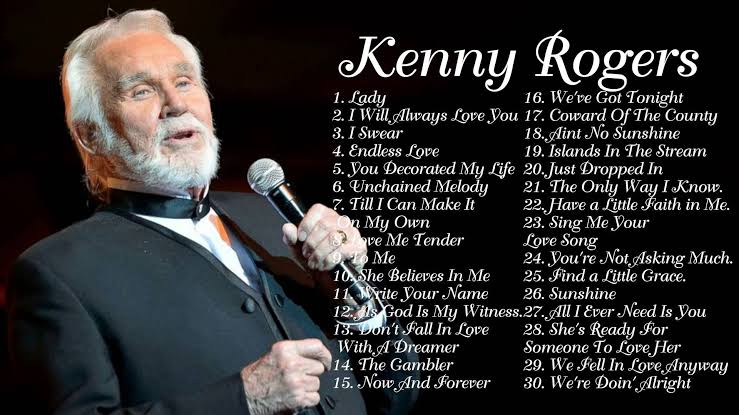 Kenny Rogers
1. Lady
2. I Will Always Love You
3. I Swear
4. Endless Love
5. You Decorated My Life
6. Unchained Melody
7. Till I Can Make It
On My Own
8. Love Me Tender
9. To Me
10. She Believes In Me
11. Write Your Name
12. As God Is My Witness.
13. Don't Fall In Love
With A Dreamer
14. The Gambler
15. Now And Forever
16. We've Got Tonight
17. Coward Of The County
18. Aint No Sunshine
19. Islands In The Stream
20. Just Dropped In
21. The Only Way I Know.
22. Have a Little Faith in Me.
23. Sing Me Your
Love Song
24. You're Not Asking Much.
25. Find a Little Grace.
26. Sunshine
27. All I Ever Need Is You
28. She's Ready For
Someone To Love Her
29. We Fell In Love Anyway
30. We're Doin' Alright